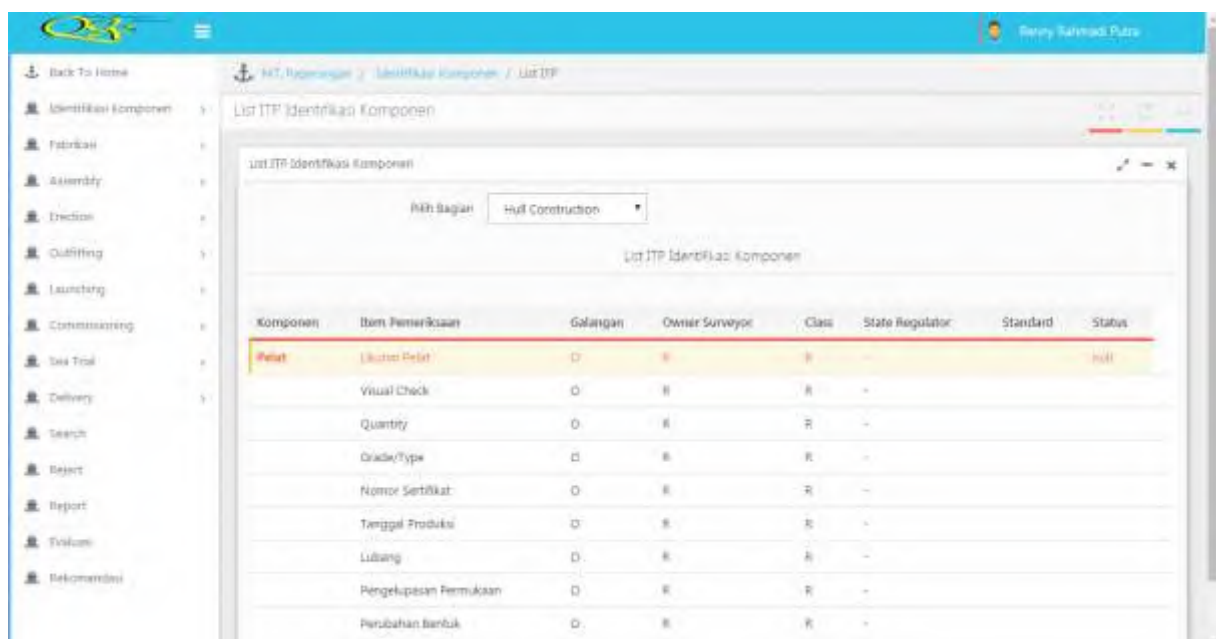 Back To Home
Identifikasi Komponen
Fabrikasi
Assembly
Erection
Outfitting
Launching
Commissioning
Sea Trial
Delivery
Search
Reject
Report
Evaluasi
Rekomendasi
Rahmadi Putra
MT. / Identifikasi Komponen / List ITP
List ITP Identifikasi Komponen
List ITP Identifikasi Komponen
Pilih Bagian Hull Construction
List ITP Identifikasi Komponen
Komponen Item Pemeriksaan Galangan Owner Surveyor Class State Regulator Standard Status
Pelat Ukuran Pelat O R R - null
Visual Check O R R -
Quantity O R R -
Grade/Type O R R -
Nomor Sertifikat O R R -
Tanggal Produksi O R R -
Lubang O R R -
Pengelupasan Permukaan O R R -
Perubahan Bentuk O R R -